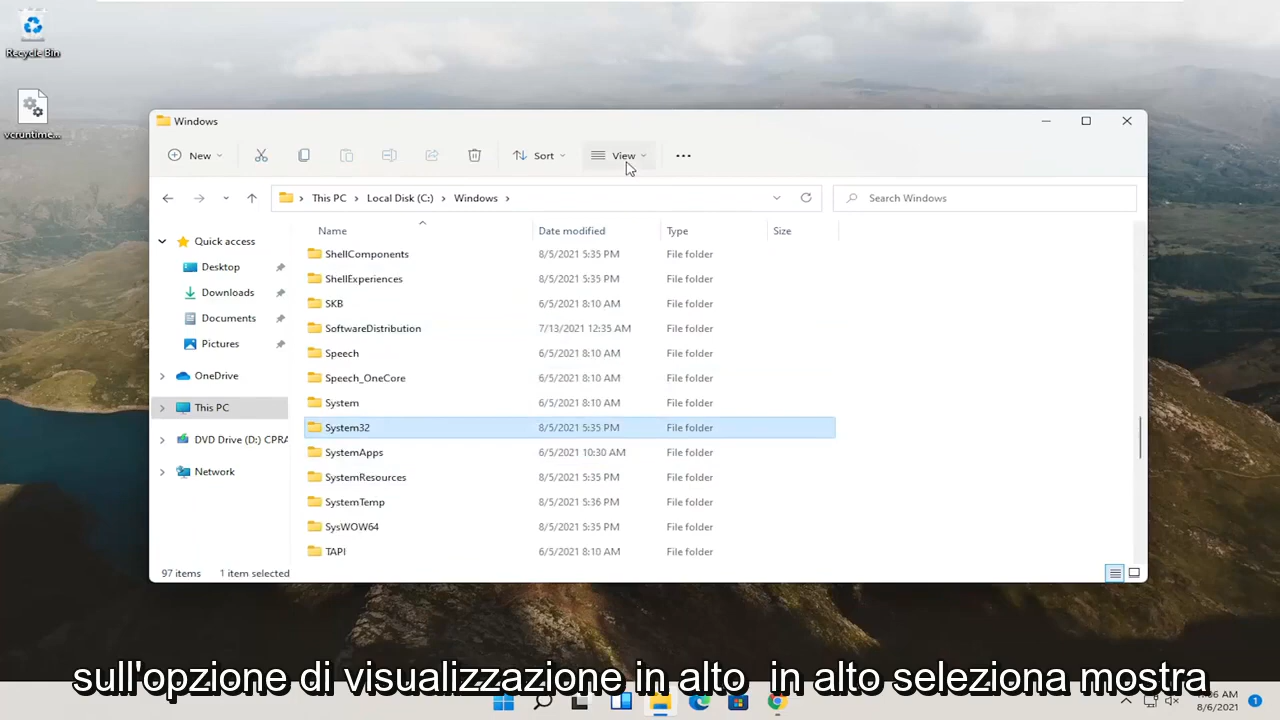 Recycle Bin
vcruntime...
Windows
New
Sort
View
This PC > Local Disk (C:) > Windows >
Search Windows
Name Date modified Type Size
Quick access
Desktop
Downloads
Documents
Pictures
OneDrive
This PC
DVD Drive (D:) CPRA
Network
ShellComponents 8/5/2021 5:35 PM File folder
ShellExperiences 8/5/2021 5:35 PM File folder
SKB 6/5/2021 8:10 AM File folder
SoftwareDistribution 7/13/2021 12:35 AM File folder
Speech 6/5/2021 8:10 AM File folder
Speech_OneCore 6/5/2021 8:10 AM File folder
System 6/5/2021 8:10 AM File folder
System32 8/5/2021 5:35 PM File folder
SystemApps 6/5/2021 10:30 AM File folder
SystemResources 8/5/2021 5:35 PM File folder
SystemTemp 8/5/2021 5:36 PM File folder
SysWOW64 8/5/2021 5:35 PM File folder
TAPI 6/5/2021 8:10 AM File folder
97 items 1 item selected
sull'opzione di visualizzazione in alto in alto seleziona mostra
AM
8/6/2021
1